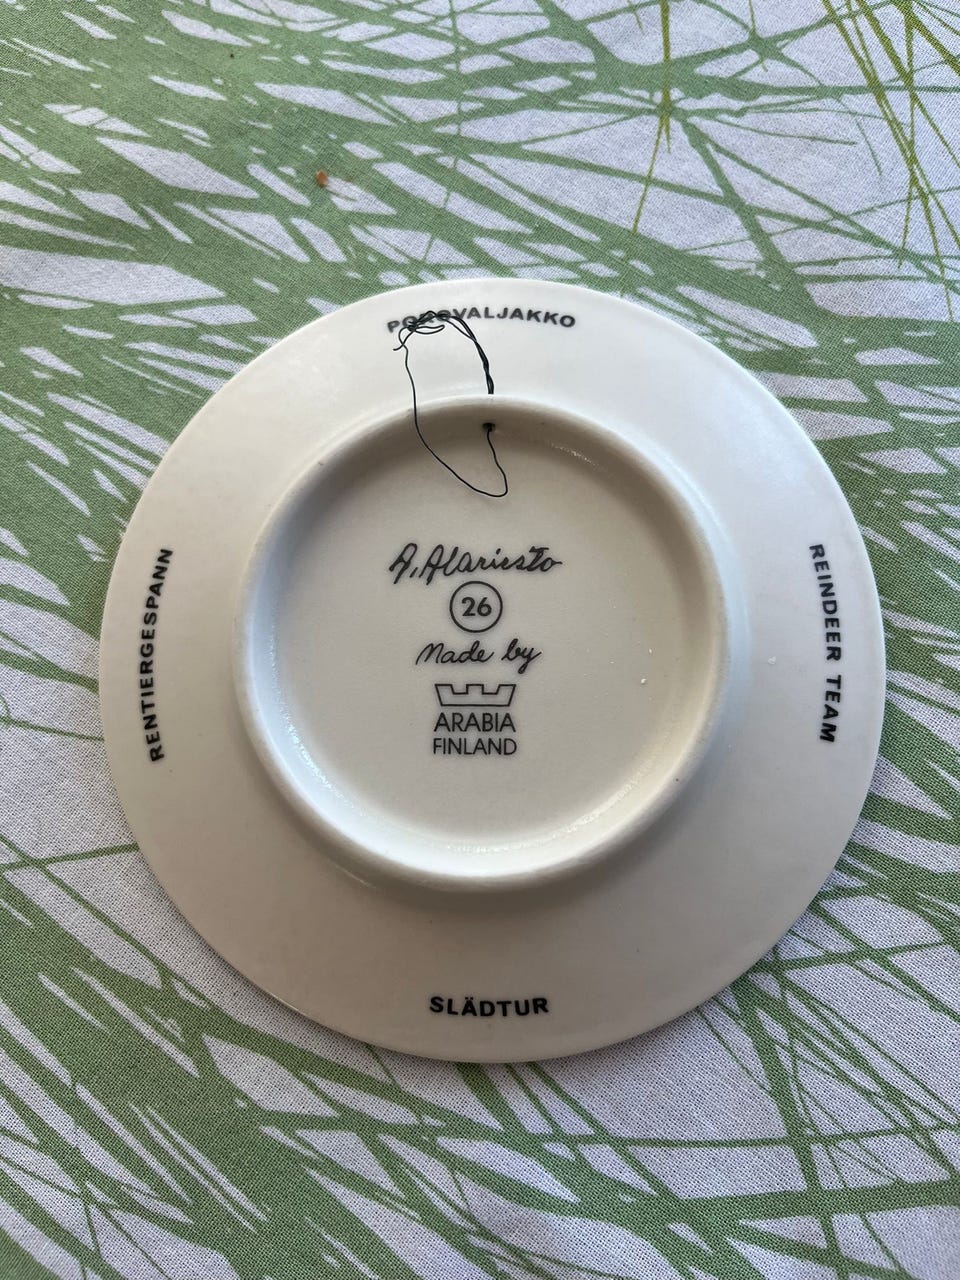 POROVALJAKKO
A. Alariesto
26
Made by
ARABIA
FINLAND
RENTIERGESPANN
REINDEER TEAM
SLÄDTUR